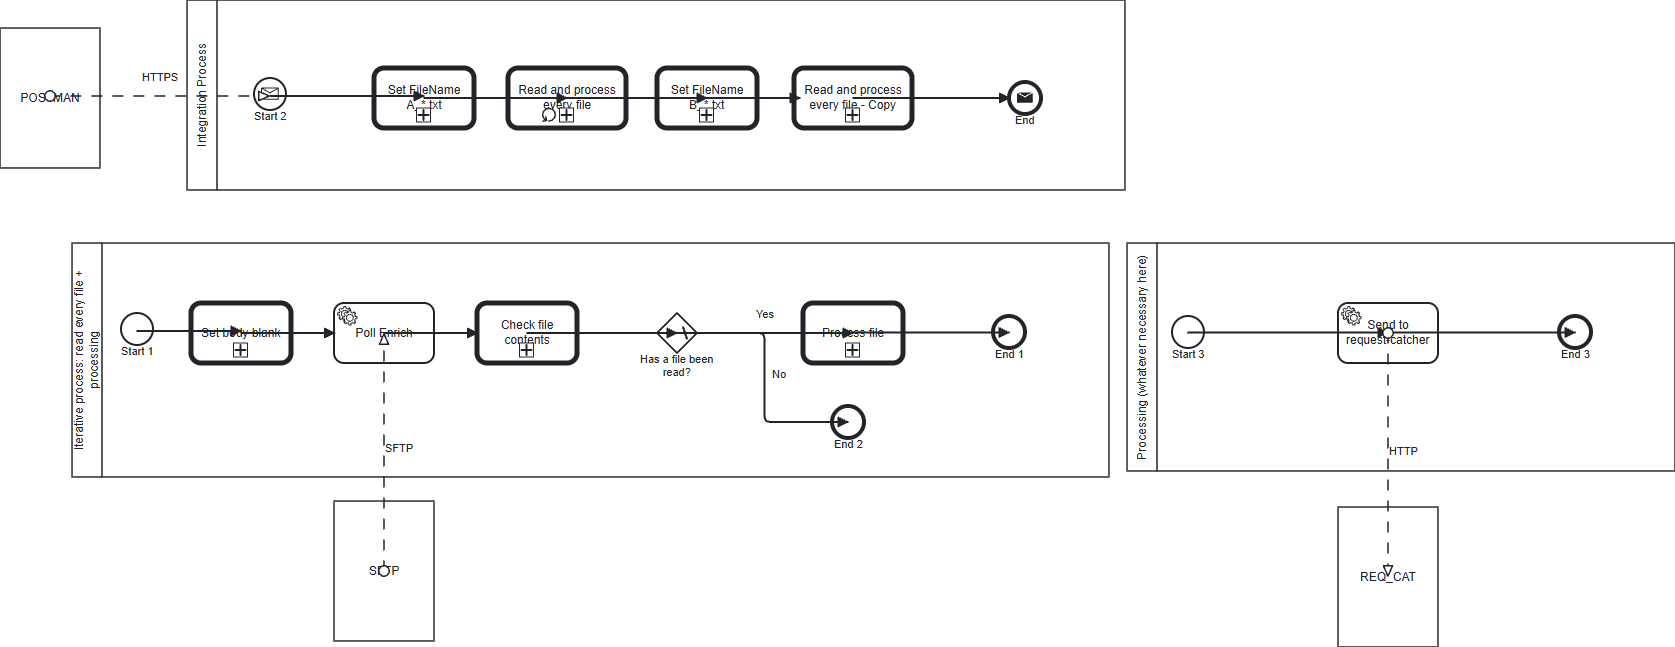 HTTPS
POST_MAN
Integration Process
Start 2
Set FileName
A_*.txt
Read and process
every file
Set FileName
B_*.txt
Read and process
every file - Copy
End
Iterative process: read every file +
processing
Start 1
Set body blank
Poll Enrich
Check file
contents
Has a file been
read?
Yes
No
Process file
End 1
End 2
SFTP
SFTP
Processing (whatever necessary here)
Start 3
Send to
requestcatcher
End 3
HTTP
REQ_CAT